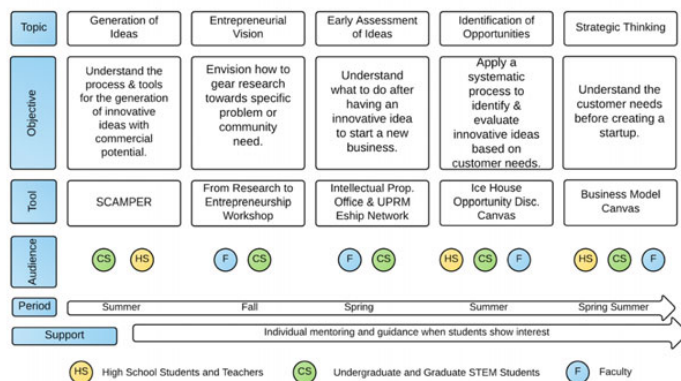 Topic
Generation of
Ideas
Entrepreneurial
Vision
Early Assessment
of Ideas
Identification of
Opportunities
Strategic Thinking
Objective
Understand the
process & tools
for the generation
of innovative
ideas with
commercial
potential.
Envision how to
gear research
towards specific
problem or
community
need.
Understand
what to do after
having an
innovative idea
to start a new
business.
Apply a
systematic
process to
identify &
evaluate
innovative ideas
based on
customer needs.
Understand the
customer needs
before creating a
startup.
Tool
SCAMPER
From Research to
Entrepreneurship
Workshop
Intellectual Prop.
Office & UPRM
Eship Network
Ice House
Opportunity Disc.
Canvas
Business Model
Canvas
Audience
CS
HS
F
CS
F
CS
HS
CS
F
HS
CS
F
Period
Summer
Fall
Spring
Summer
Spring Summer
Support
Individual mentoring and guidance when students show interest
HS High School Students and Teachers
CS Undergraduate and Graduate STEM Students
F Faculty